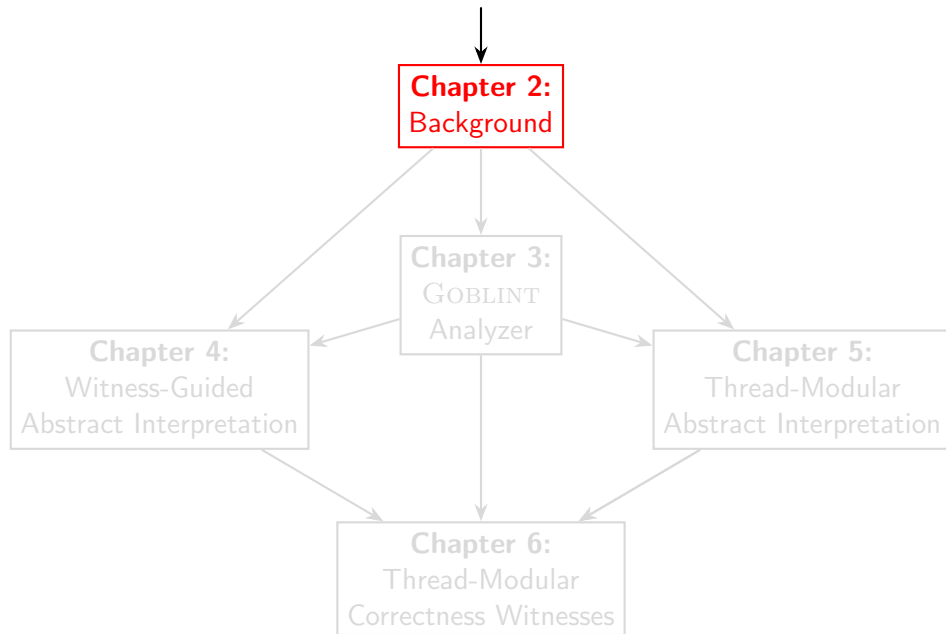 Chapter 2:
Background
Chapter 3:
GOBLINT
Analyzer
Chapter 4:
Witness-Guided
Abstract Interpretation
Chapter 5:
Thread-Modular
Abstract Interpretation
Chapter 6:
Thread-Modular
Correctness Witnesses